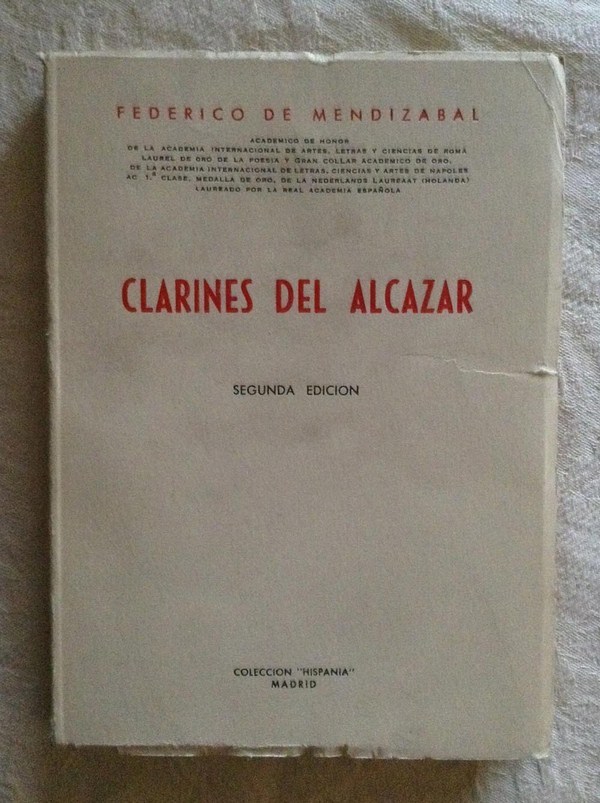 FEDERICO DE MENDIZABAL
ACADEMICO DE HONOR
DE LA ACADEMIA INTERNACIONAL DE ARTES, LETRAS Y CIENCIAS DE ROMA
LAUREL DE ORO DE LA POESIA Y GRAN COLLAR ACADEMICO DE ORO,
DE LA ACADEMIA INTERNACIONAL DE LETRAS, CIENCIAS Y ARTES DE NAPOLES
AC 1.ª CLASE, MEDALLA DE ORO, DE LA NEDERLANDS LAUREAAT (HOLANDA)
LAUREADO POR LA REAL ACADEMIA ESPAÑOLA
CLARINES DEL ALCAZAR
SEGUNDA EDICION
COLECCION "HISPANIA"
MADRID